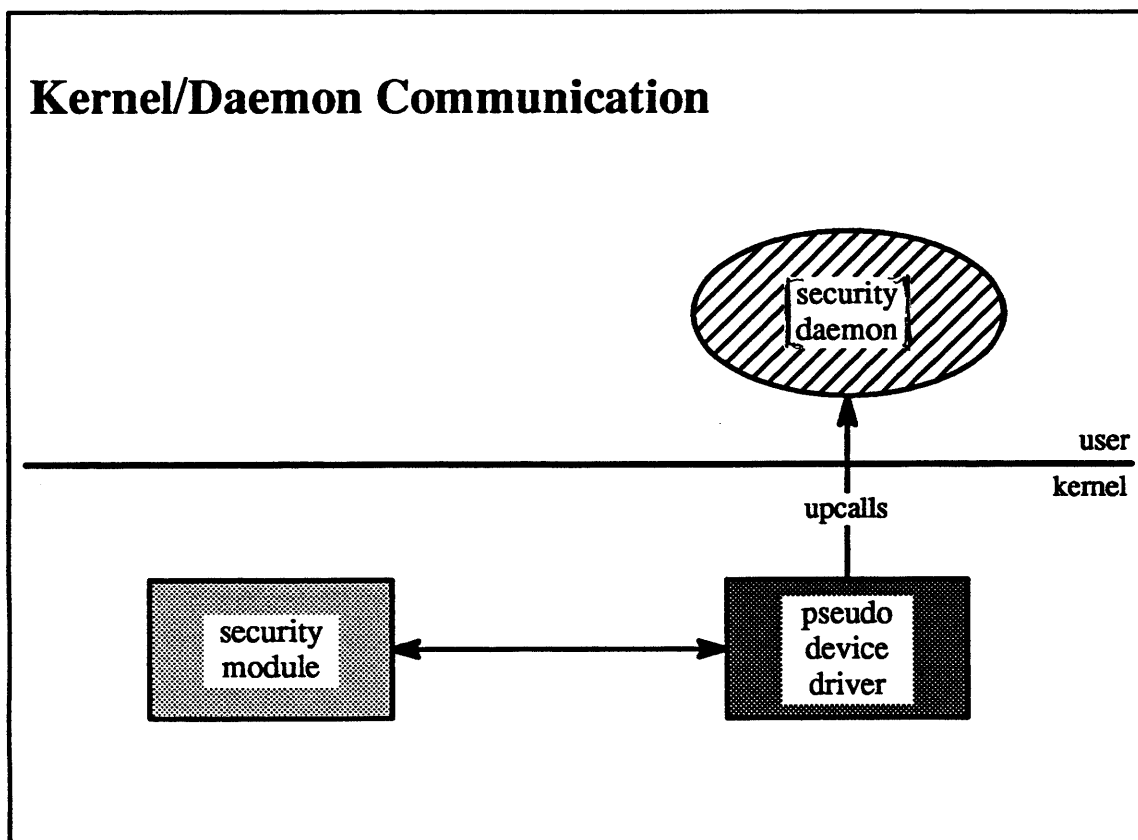 Kernel/Daemon Communication
security
daemon
user
kernel
upcalls
security
module
pseudo
device
driver